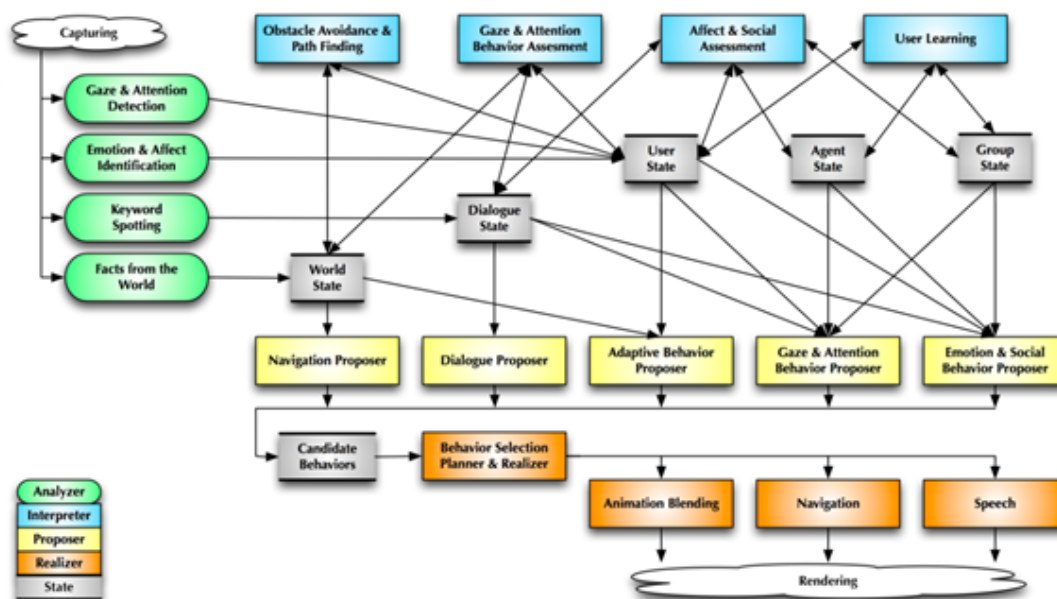 Capturing
Obstacle Avoidance &
Path Finding
Gaze & Attention
Behavior Assesment
Affect & Social
Assessment
User Learning
Gaze & Attention
Detection
Emotion & Affect
Identification
User
State
Agent
State
Group
State
Keyword
Spotting
Dialogue
State
Facts from the
World
World
State
Navigation Proposer
Dialogue Proposer
Adaptive Behavior
Proposer
Gaze & Attention
Behavior Proposer
Emotion & Social
Behavior Proposer
Candidate
Behaviors
Behavior Selection
Planner & Realizer
Analyzer
Interpreter
Proposer
Realizer
State
Animation Blending
Navigation
Speech
Rendering